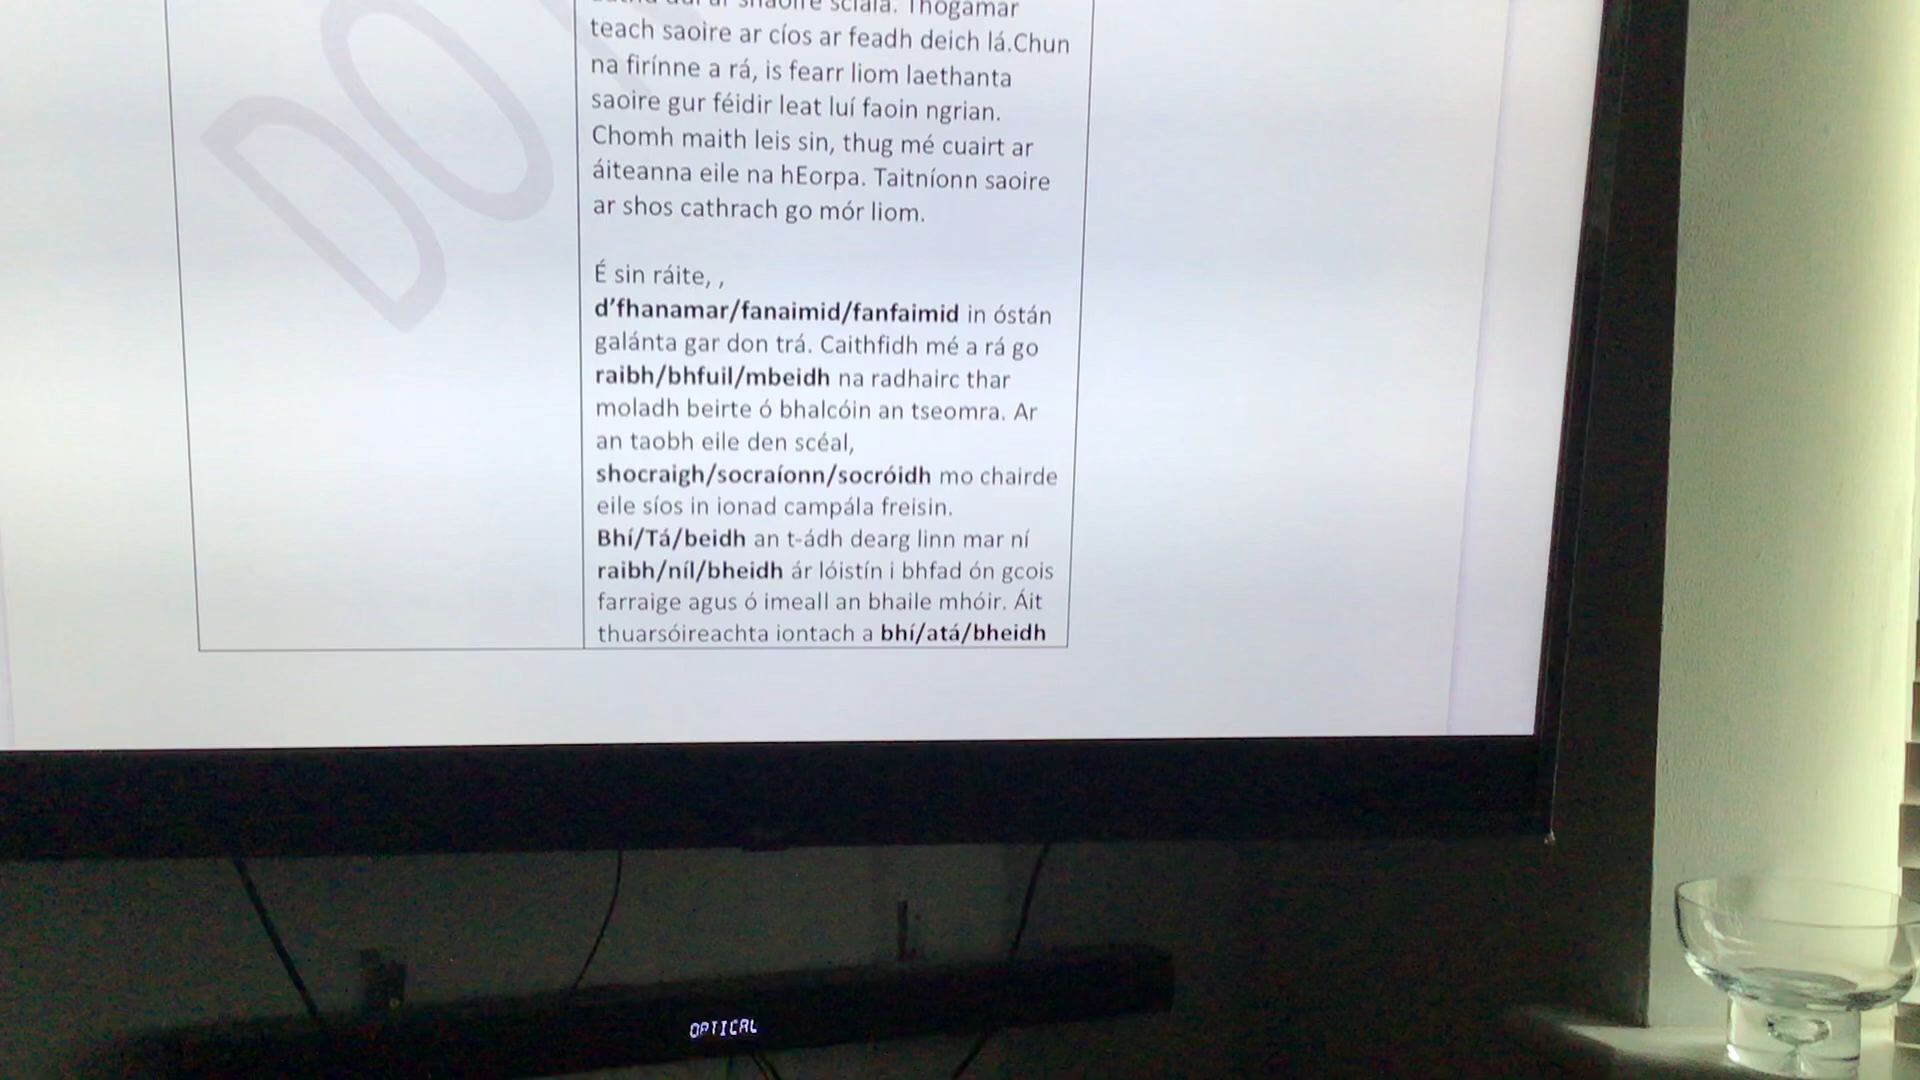 DO
shaoire sciála. Thógamar
teach saoire ar cíos ar feadh deich lá.Chun
na firínne a rá, is fearr liom laethanta
saoire gur féidir leat luí faoin ngrian.
Chomh maith leis sin, thug mé cuairt ar
áiteanna eile na hEorpa. Taitníonn saoire
ar shos cathrach go mór liom.
É sin ráite, ,
d’fhanamar/fanaimid/fanfaimid in óstán
galánta gar don trá. Caithfidh mé a rá go
raibh/bhfuil/mbeidh na radhairc thar
moladh beirte ó bhalcóin an tseomra. Ar
an taobh eile den scéal,
shocraigh/socraíonn/socróidh mo chairde
eile síos in ionad campála freisin.
Bhí/Tá/beidh an t-ádh dearg linn mar ní
raibh/níl/bheidh ár lóistín i bhfad ón gcois
farraige agus ó imeall an bhaile mhóir. Áit
thuarsóireachta iontach a bhí/atá/bheidh
OPTICAL